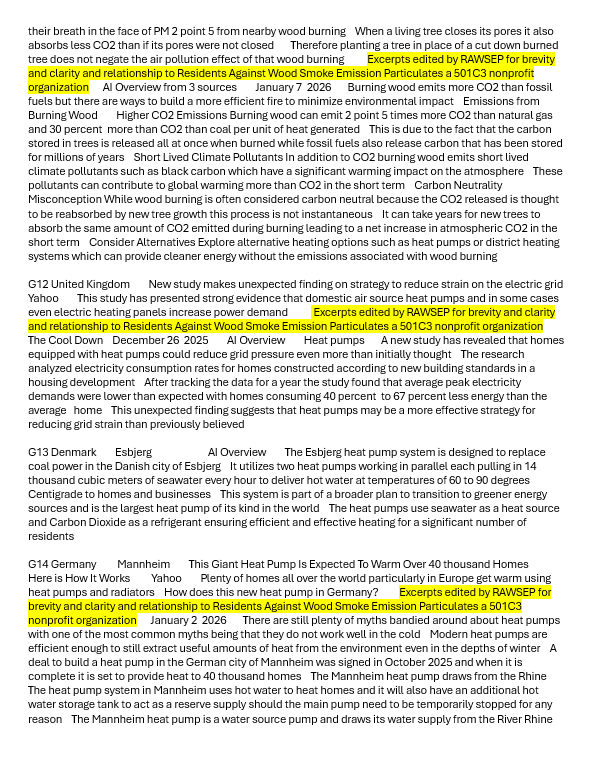 their breath in the face of PM 2 point 5 from nearby wood burning When a living tree closes its pores it also
absorbs less CO2 than if its pores were not closed Therefore planting a tree in place of a cut down burned
tree does not negate the air pollution effect of that wood burning Excerpts edited by RAWSEP for brevity
and clarity and relationship to Residents Against Wood Smoke Emission Particulates a 501C3 nonprofit
organization AI Overview from 3 sources January 7 2026 Burning wood emits more CO2 than fossil
fuels but there are ways to build a more efficient fire to minimize environmental impact Emissions from
Burning Wood Higher CO2 Emissions Burning wood can emit 2 point 5 times more CO2 than natural gas
and 30 percent more CO2 than coal per unit of heat generated This is due to the fact that the carbon
stored in trees is released all at once when burned while fossil fuels also release carbon that has been stored
for millions of years Short Lived Climate Pollutants In addition to CO2 burning wood emits short lived
climate pollutants such as black carbon which have a significant warming impact on the atmosphere These
pollutants can contribute to global warming more than CO2 in the short term Carbon Neutrality
Misconception While wood burning is often considered carbon neutral because the CO2 released is thought
to be reabsorbed by new tree growth this process is not instantaneous It can take years for new trees to
absorb the same amount of CO2 emitted during burning leading to a net increase in atmospheric CO2 in the
short term Consider Alternatives Explore alternative heating options such as heat pumps or district heating
systems which can provide cleaner energy without the emissions associated with wood burning
G12 United Kingdom New study makes unexpected finding on strategy to reduce strain on the electric grid
Yahoo This study has presented strong evidence that domestic air source heat pumps and in some cases
even electric heating panels increase power demand Excerpts edited by RAWSEP for brevity and clarity
and relationship to Residents Against Wood Smoke Emission Particulates a 501C3 nonprofit organization
The Cool Down December 26 2025 AI Overview Heat pumps A new study has revealed that homes
equipped with heat pumps could reduce grid pressure even more than initially thought The research
analyzed electricity consumption rates for homes constructed according to new building standards in a
housing development After tracking the data for a year the study found that average peak electricity
demands were lower than expected with homes consuming 40 percent to 67 percent less energy than the
average home This unexpected finding suggests that heat pumps may be a more effective strategy for
reducing grid strain than previously believed
G13 Denmark Esbjerg AI Overview The Esbjerg heat pump system is designed to replace
coal power in the Danish city of Esbjerg It utilizes two heat pumps working in parallel each pulling in 14
thousand cubic meters of seawater every hour to deliver hot water at temperatures of 60 to 90 degrees
Centigrade to homes and businesses This system is part of a broader plan to transition to greener energy
sources and is the largest heat pump of its kind in the world The heat pumps use seawater as a heat source
and Carbon Dioxide as a refrigerant ensuring efficient and effective heating for a significant number of
residents
G14 Germany Mannheim This Giant Heat Pump Is Expected To Warm Over 40 thousand Homes
Here is How It Works Yahoo Plenty of homes all over the world particularly in Europe get warm using
heat pumps and radiators How does this new heat pump in Germany? Excerpts edited by RAWSEP for
brevity and clarity and relationship to Residents Against Wood Smoke Emission Particulates a 501C3
nonprofit organization January 2 2026 There are still plenty of myths bandied around about heat pumps
with one of the most common myths being that they do not work well in the cold Modern heat pumps are
efficient enough to still extract useful amounts of heat from the environment even in the depths of winter A
deal to build a heat pump in the German city of Mannheim was signed in October 2025 and when it is
complete it is set to provide heat to 40 thousand homes The Mannheim heat pump draws from the Rhine
The heat pump system in Mannheim uses hot water to heat homes and it will also have an additional hot
water storage tank to act as a reserve supply should the main pump need to be temporarily stopped for any
reason The Mannheim heat pump is a water source pump and draws its water supply from the River Rhine